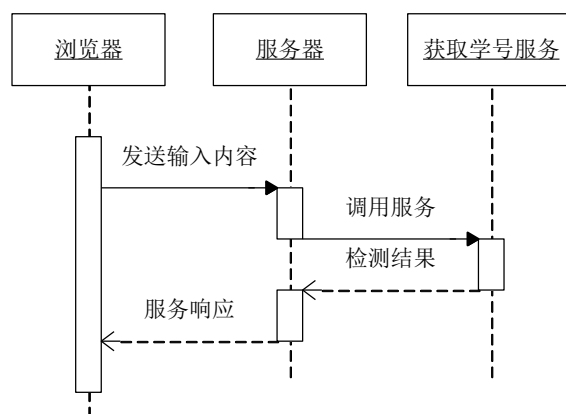 浏览器
服务器
获取学号服务
发送输入内容
调用服务
检测结果
服务响应